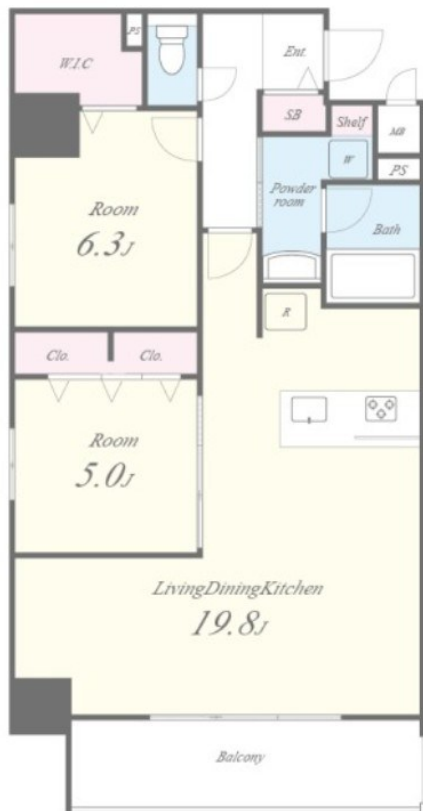 PS
W.I.C
Ent.
SB
Shelf
MB
W
PS
Room
6.3J
Powder
room
Bath
R
Clo.
Clo.
Room
5.0J
LivingDiningKitchen
19.8J
Balcony